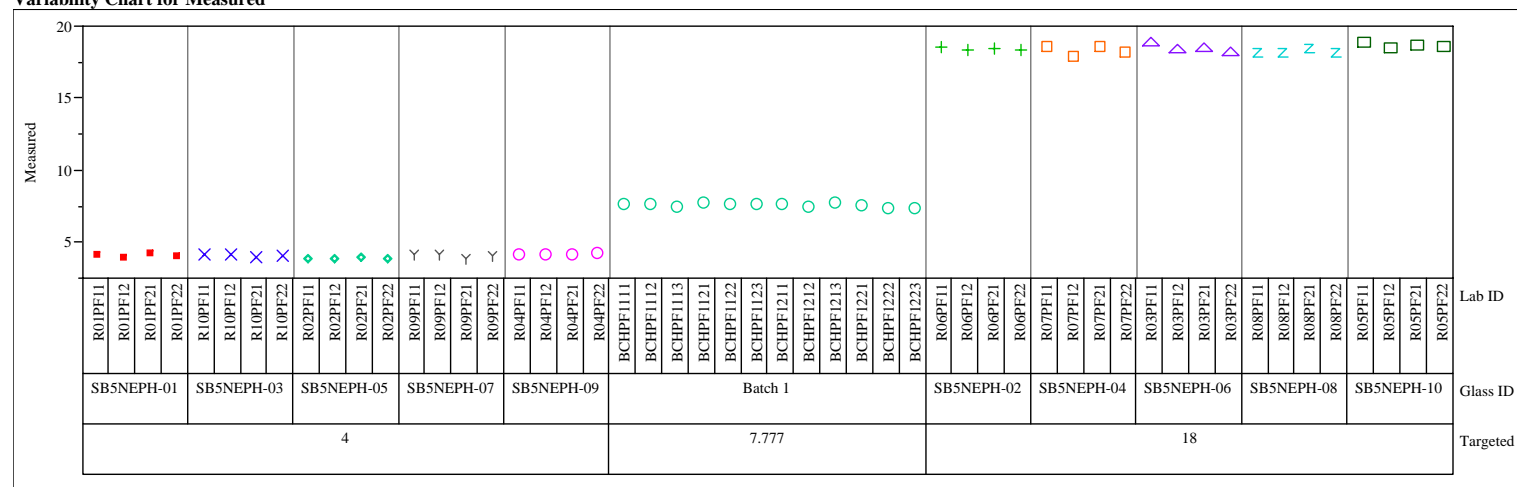 Variability Chart for Measured
20
15
10
5
Measured
R01PF11 R01PF12 R01PF21 R01PF22 R10PF11 R10PF12 R10PF21 R10PF22 R02PF11 R02PF12 R02PF21 R02PF22 R09PF11 R09PF12 R09PF21 R09PF22 R04PF11 R04PF12 R04PF21 R04PF22 BCHPF1111 BCHPF1112 BCHPF1113 BCHPF1121 BCHPF1122 BCHPF1123 BCHPF1211 BCHPF1212 BCHPF1213 BCHPF1221 BCHPF1222 BCHPF1223 R06PF11 R06PF12 R06PF21 R06PF22 R07PF11 R07PF12 R07PF21 R07PF22 R03PF11 R03PF12 R03PF21 R03PF22 R08PF11 R08PF12 R08PF21 R08PF22 R05PF11 R05PF12 R05PF21 R05PF22 Lab ID
SB5NEPH-01 SB5NEPH-03 SB5NEPH-05 SB5NEPH-07 SB5NEPH-09 Batch 1 SB5NEPH-02 SB5NEPH-04 SB5NEPH-06 SB5NEPH-08 SB5NEPH-10 Glass ID
4 7.777 18 Targeted